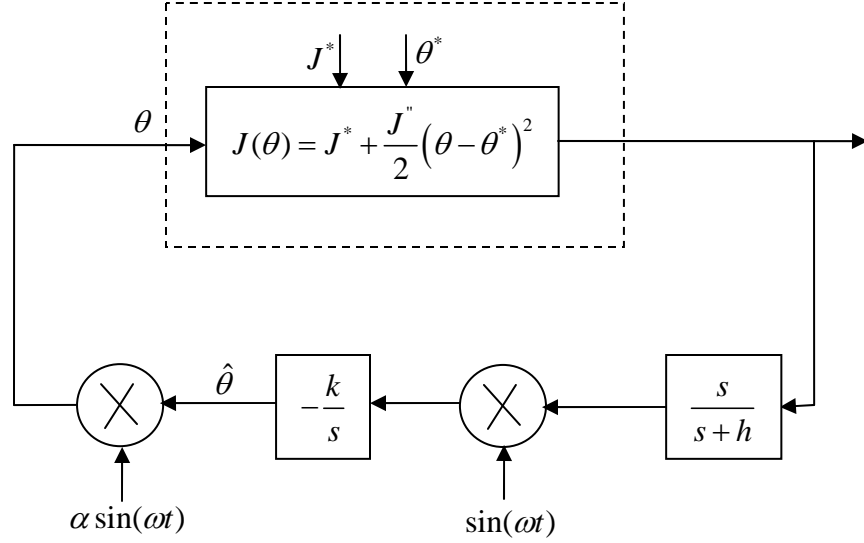 J* θ*
θ
J(θ) = J* + J"/2 (θ − θ*)²
θ̂
−k/s
s/(s + h)
α sin(ωt)
sin(ωt)